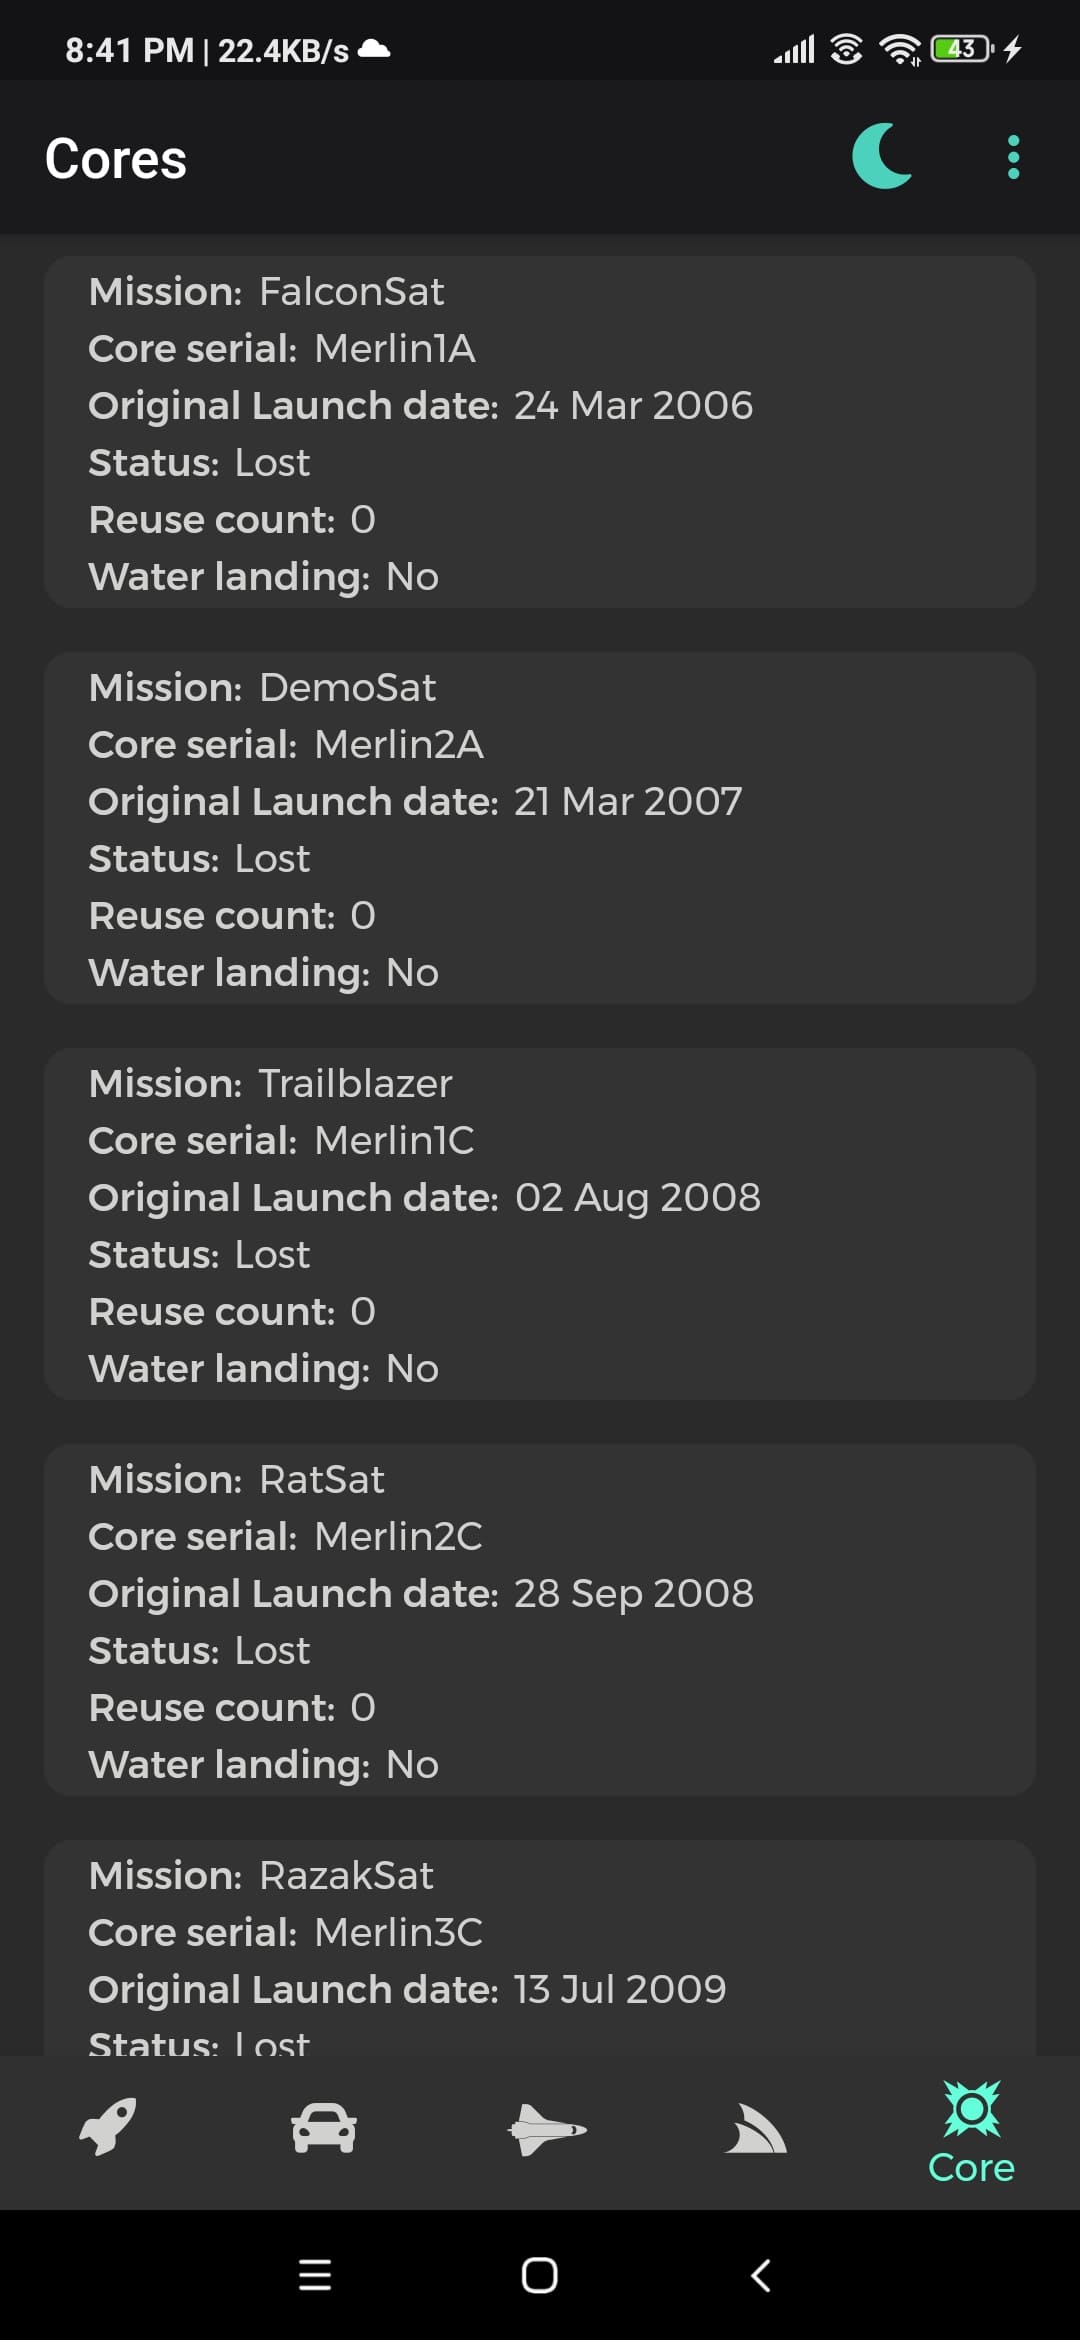 8:41 PM | 22.4KB/s
43
Cores
Mission: FalconSat
Core serial: Merlin1A
Original Launch date: 24 Mar 2006
Status: Lost
Reuse count: 0
Water landing: No
Mission: DemoSat
Core serial: Merlin2A
Original Launch date: 21 Mar 2007
Status: Lost
Reuse count: 0
Water landing: No
Mission: Trailblazer
Core serial: Merlin1C
Original Launch date: 02 Aug 2008
Status: Lost
Reuse count: 0
Water landing: No
Mission: RatSat
Core serial: Merlin2C
Original Launch date: 28 Sep 2008
Status: Lost
Reuse count: 0
Water landing: No
Mission: RazakSat
Core serial: Merlin3C
Original Launch date: 13 Jul 2009
Status: Lost
Core